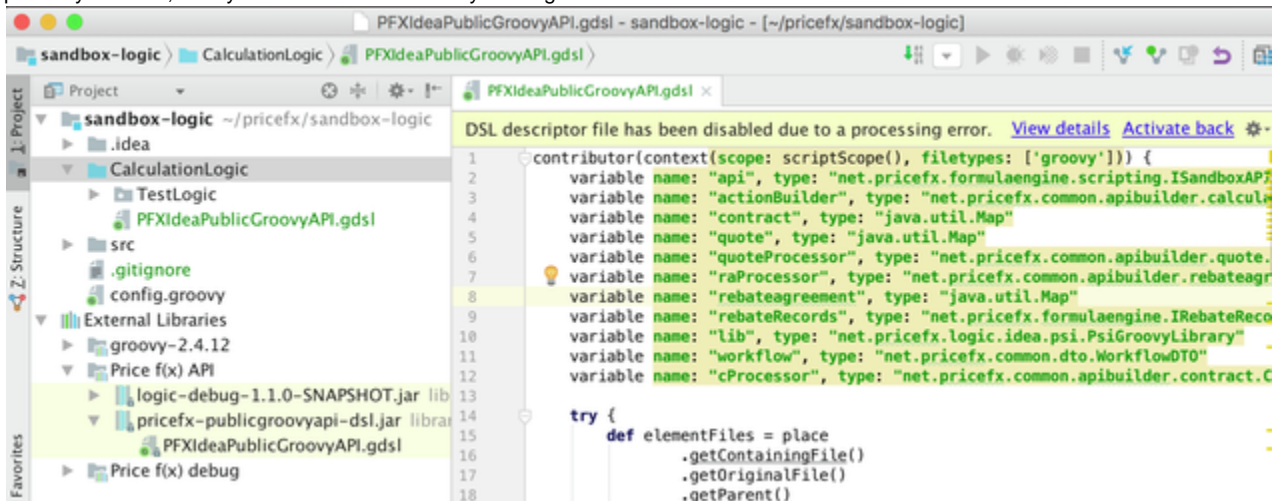 PFXIdeaPublicGroovyAPI.gdsl - sandbox-logic - [~/pricefx/sandbox-logic]
sandbox-logic CalculationLogic PFXIdeaPublicGroovyAPI.gdsl
1: Project
Z: Structure
Favorites
Project
sandbox-logic ~/pricefx/sandbox-logic
.idea
CalculationLogic
TestLogic
PFXIdeaPublicGroovyAPI.gdsl
src
.gitignore
config.groovy
External Libraries
groovy-2.4.12
Price f(x) API
logic-debug-1.1.0-SNAPSHOT.jar lib
pricefx-publicgroovyapi-dsl.jar librar
PFXIdeaPublicGroovyAPI.gdsl
Price f(x) debug
PFXIdeaPublicGroovyAPI.gdsl
DSL descriptor file has been disabled due to a processing error. View details Activate back
1 contributor(context(scope: scriptScope(), filetypes: ['groovy'])) {
2 variable name: "api", type: "net.pricefx.formulaengine.scripting.ISandboxAPI
3 variable name: "actionBuilder", type: "net.pricefx.common.apibuilder.calcula
4 variable name: "contract", type: "java.util.Map"
5 variable name: "quote", type: "java.util.Map"
6 variable name: "quoteProcessor", type: "net.pricefx.common.apibuilder.quote.
7 variable name: "raProcessor", type: "net.pricefx.common.apibuilder.rebateagr
8 variable name: "rebateagreement", type: "java.util.Map"
9 variable name: "rebateRecords", type: "net.pricefx.formulaengine.IRebateReco
10 variable name: "lib", type: "net.pricefx.logic.idea.psi.PsiGroovyLibrary"
11 variable name: "workflow", type: "net.pricefx.common.dto.WorkflowDTO"
12 variable name: "cProcessor", type: "net.pricefx.common.apibuilder.contract.C
13
14 try {
15 def elementFiles = place
16 .getContainingFile()
17 .getOriginalFile()
18 .getParent()